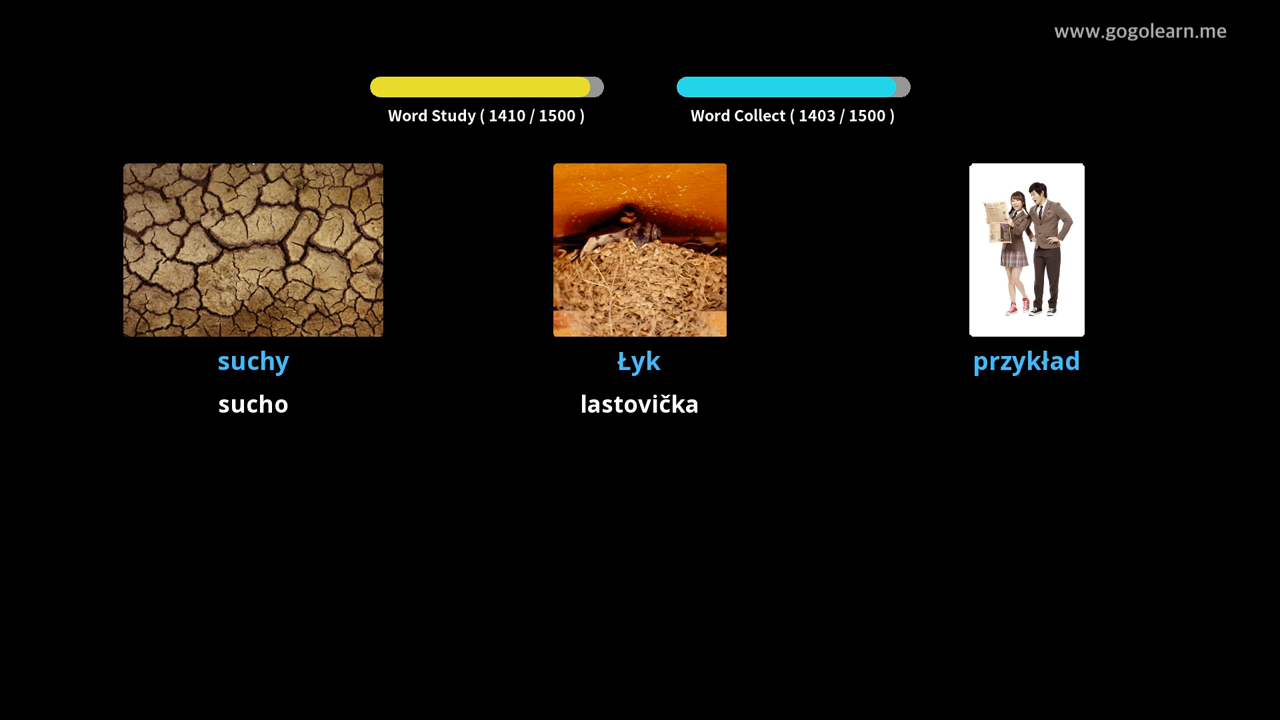 www.gogolearn.me
Word Study ( 1410 / 1500 )
Word Collect ( 1403 / 1500 )
suchy
Łyk
przykład
sucho
lastovička